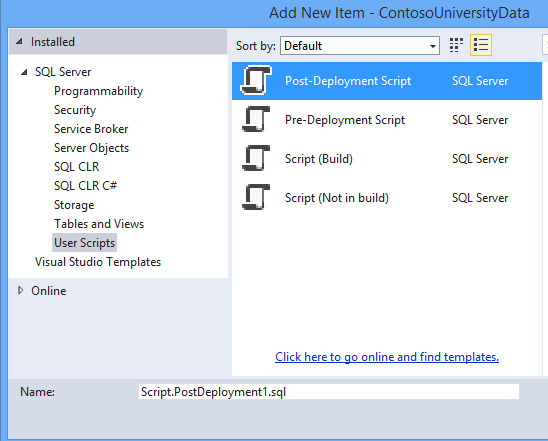 Add New Item - ContosoUniversityData
Installed
Sort by: Default
SQL Server
Programmability
Security
Service Broker
Server Objects
SQL CLR
SQL CLR C#
Storage
Tables and Views
User Scripts
Visual Studio Templates
Online
Post-Deployment Script SQL Server
Pre-Deployment Script SQL Server
Script (Build) SQL Server
Script (Not in build) SQL Server
Click here to go online and find templates.
Name: Script.PostDeployment1.sql